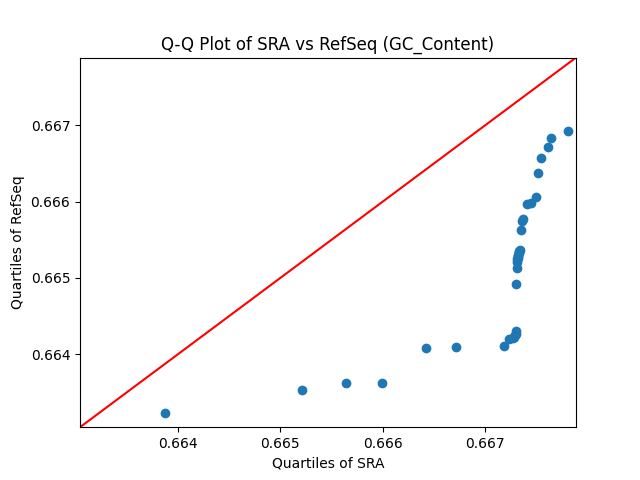 Q-Q Plot of SRA vs RefSeq (GC_Content)
Quartiles of RefSeq
0.667
0.666
0.665
0.664
0.664 0.665 0.666 0.667
Quartiles of SRA